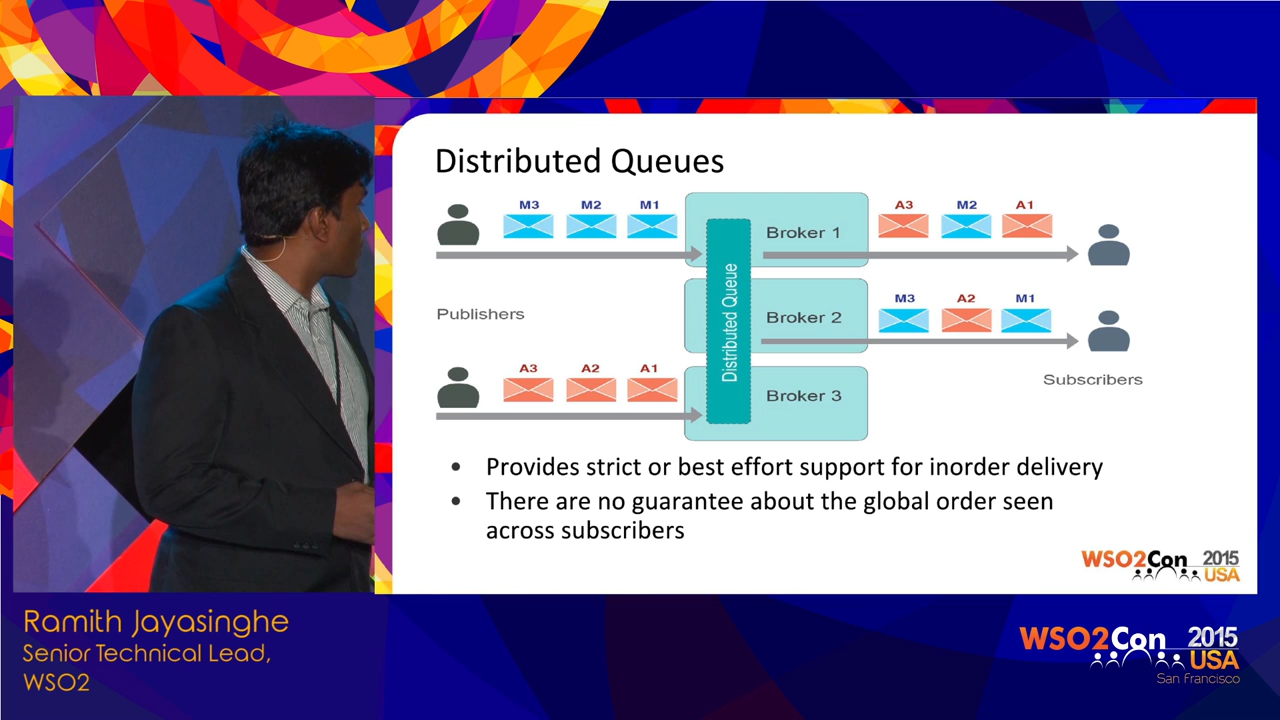 Distributed Queues
M3 M2 M1
Broker 1
A3 M2 A1
Publishers
Distributed Queue
Broker 2
M3 A2 M1
A3 A2 A1
Broker 3
Subscribers
• Provides strict or best effort support for inorder delivery
• There are no guarantee about the global order seen
across subscribers
WSO2Con 2015
USA
Ramith Jayasinghe
Senior Technical Lead,
WSO2
WSO2Con 2015
USA
San Francisco